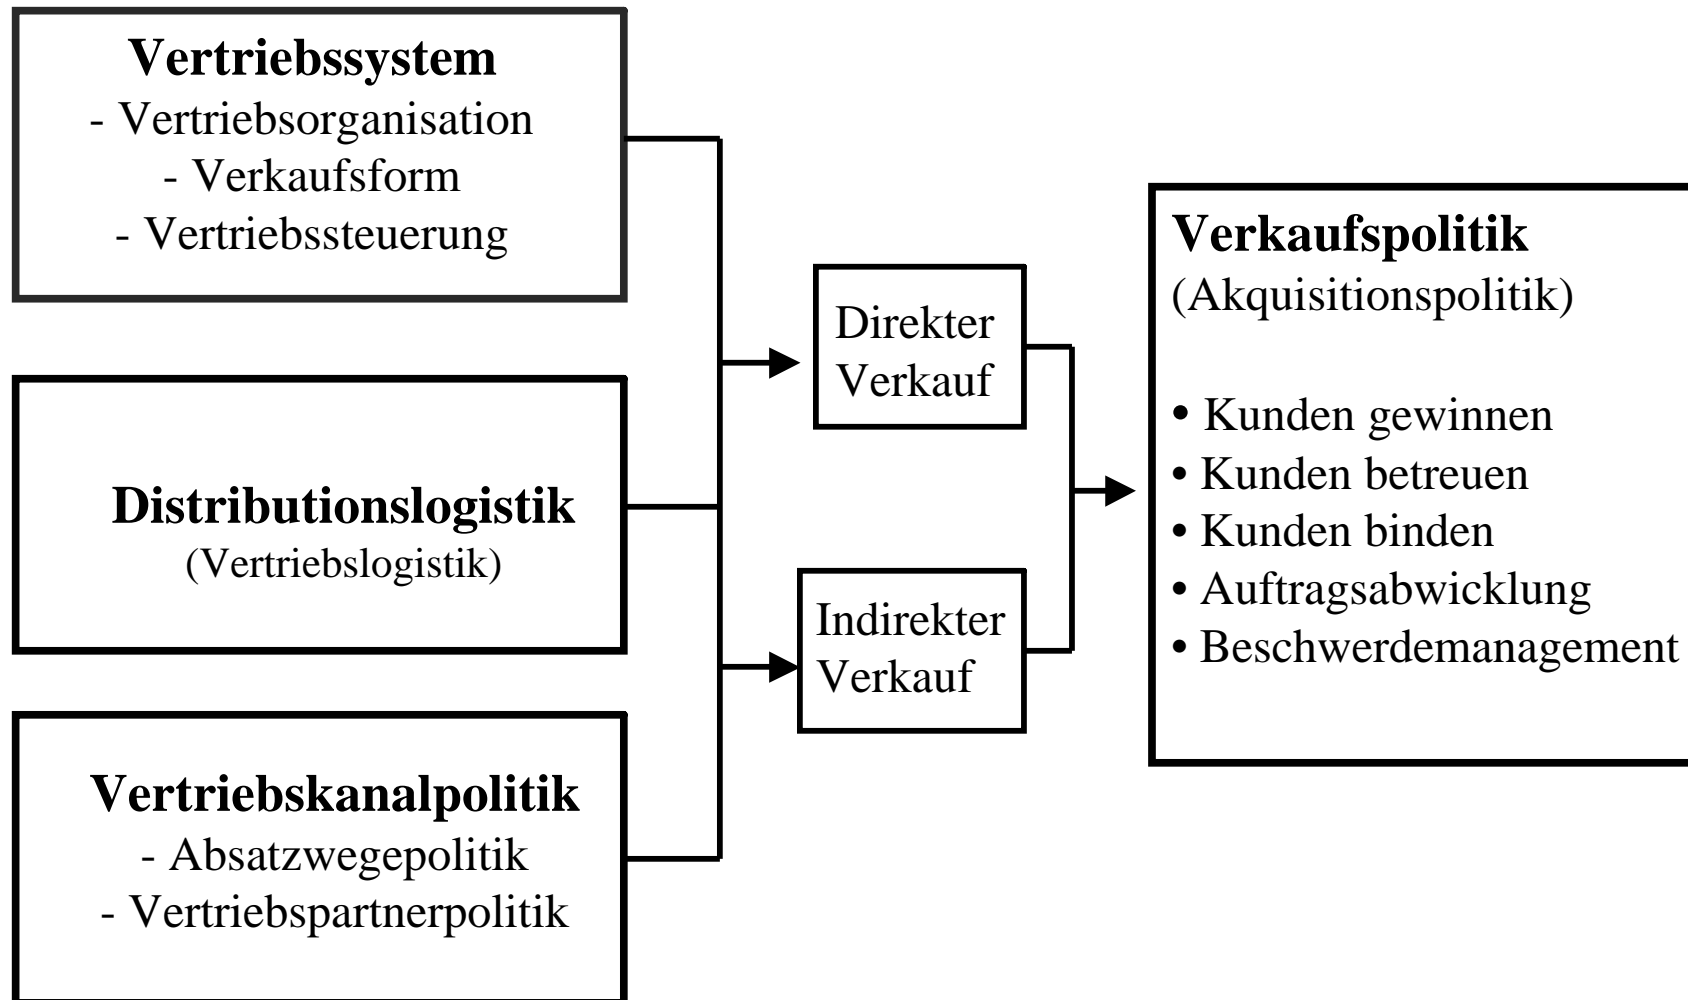 Vertriebssystem
- Vertriebsorganisation
- Verkaufsform
- Vertriebssteuerung
Distributionslogistik
(Vertriebslogistik)
Vertriebskanalpolitik
- Absatzwegepolitik
- Vertriebspartnerpolitik
Direkter
Verkauf
Indirekter
Verkauf
Verkaufspolitik
(Akquisitionspolitik)
• Kunden gewinnen
• Kunden betreuen
• Kunden binden
• Auftragsabwicklung
• Beschwerdemanagement